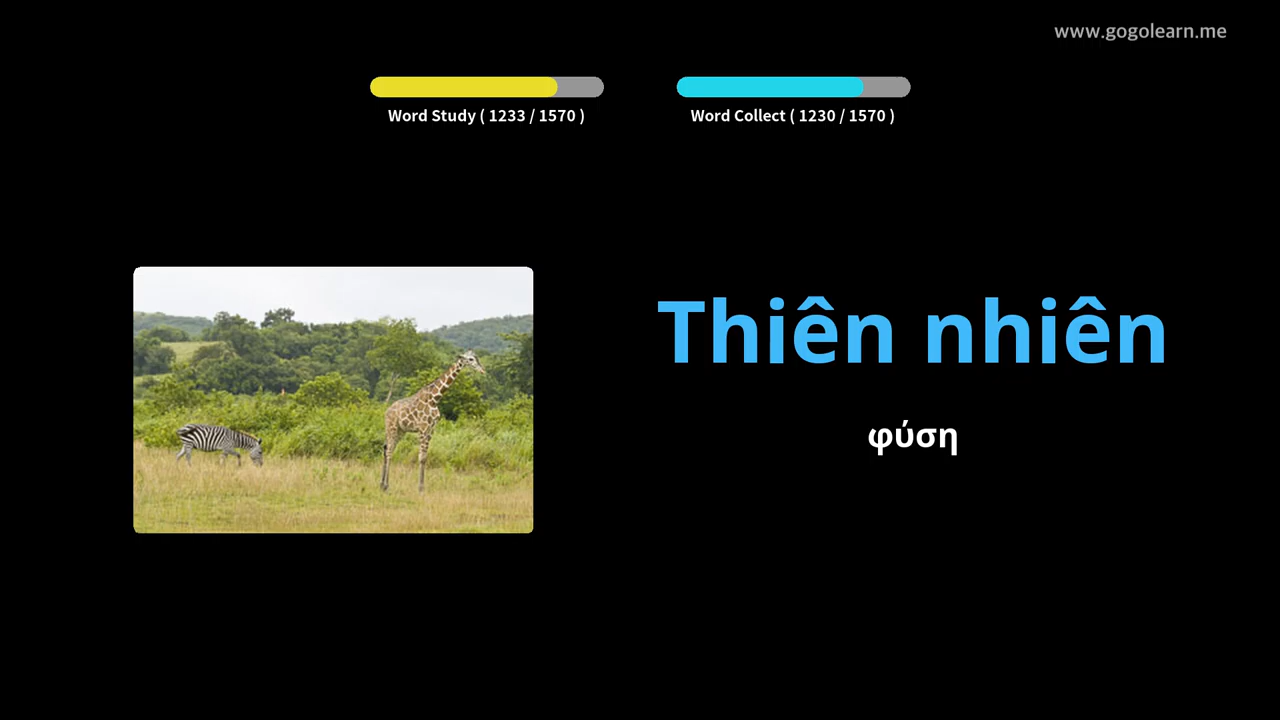 www.gogolearn.me
Word Study ( 1233 / 1570 )
Word Collect ( 1230 / 1570 )
Thiên nhiên
φύση